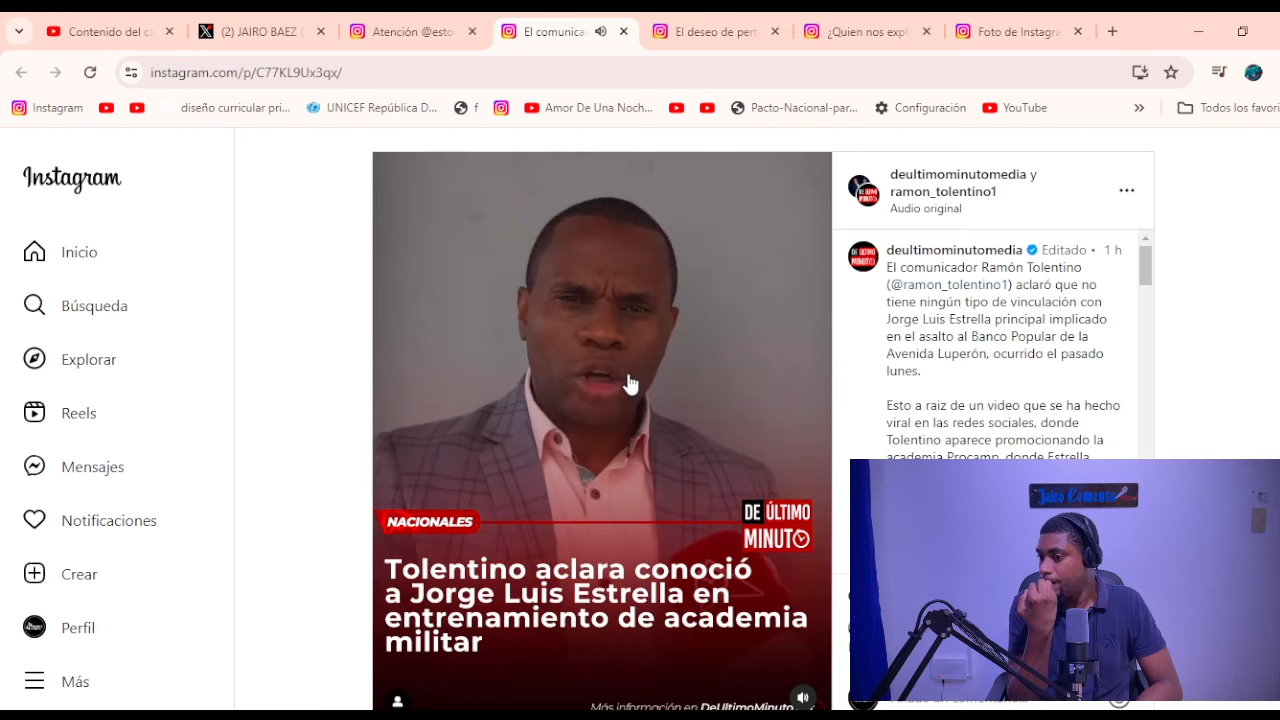 Contenido del c
(2) JAIRO BAEZ (
Atención @esto
El comunica
El deseo de pert
¿Quien nos expl
Foto de Instagra
instagram.com/p/C77KL9Ux3qx/
Instagram
diseño curricular pri...
UNICEF República D...
f
Amor De Una Noch...
Pacto-Nacional-par...
Configuración
YouTube
»
Todos los favori
Instagram
Inicio
Búsqueda
Explorar
Reels
Mensajes
Notificaciones
Crear
Perfil
Más
NACIONALES
DE ÚLTIMO
MINUTO
Tolentino aclara conoció
a Jorge Luis Estrella en
entrenamiento de academia
militar
Más información en DeUltimoMinuto
deultimominutomedia y
ramon_tolentino1
Audio original
deultimominutomedia Editado • 1 h
El comunicador Ramón Tolentino
(@ramon_tolentino1) aclaró que no
tiene ningún tipo de vinculación con
Jorge Luis Estrella principal implicado
en el asalto al Banco Popular de la
Avenida Luperón, ocurrido el pasado
lunes.
Esto a raiz de un video que se ha hecho
viral en las redes sociales, donde
Tolentino aparece promocionando la
academia Procamp, donde Estrella
Jairo Comenta